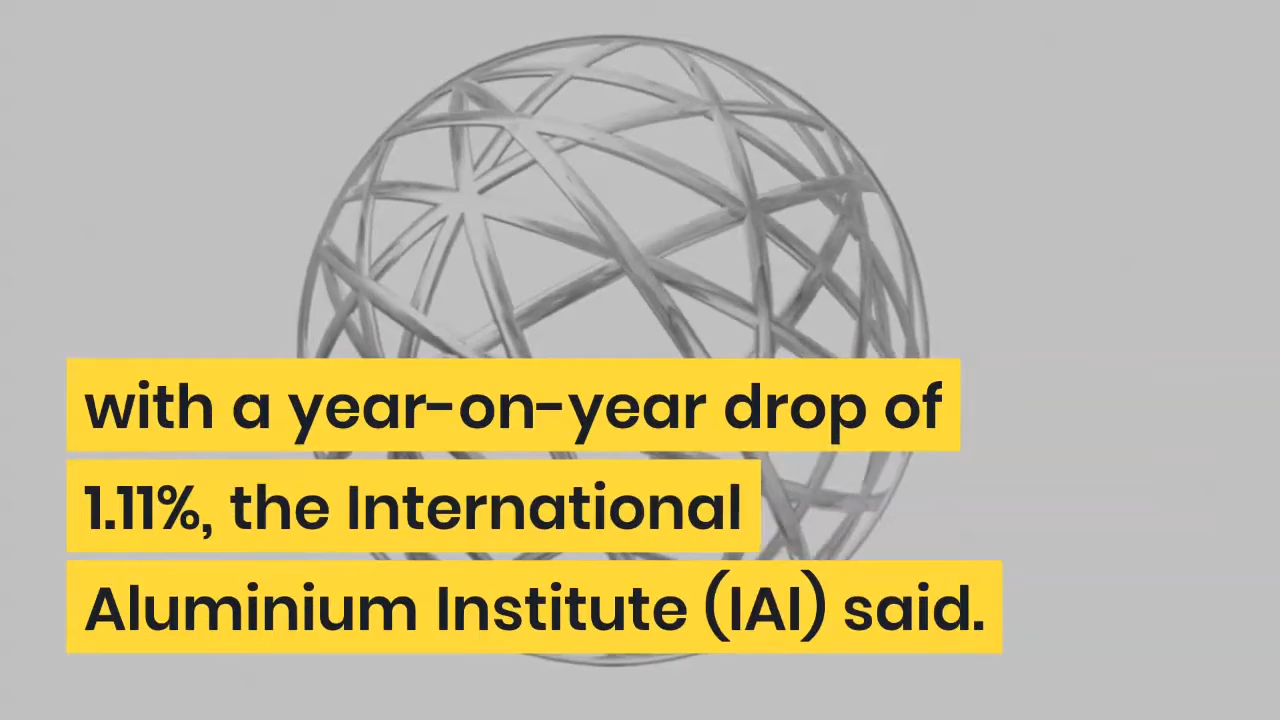 with a year-on-year drop of
1.11%, the International
Aluminium Institute (IAI) said.